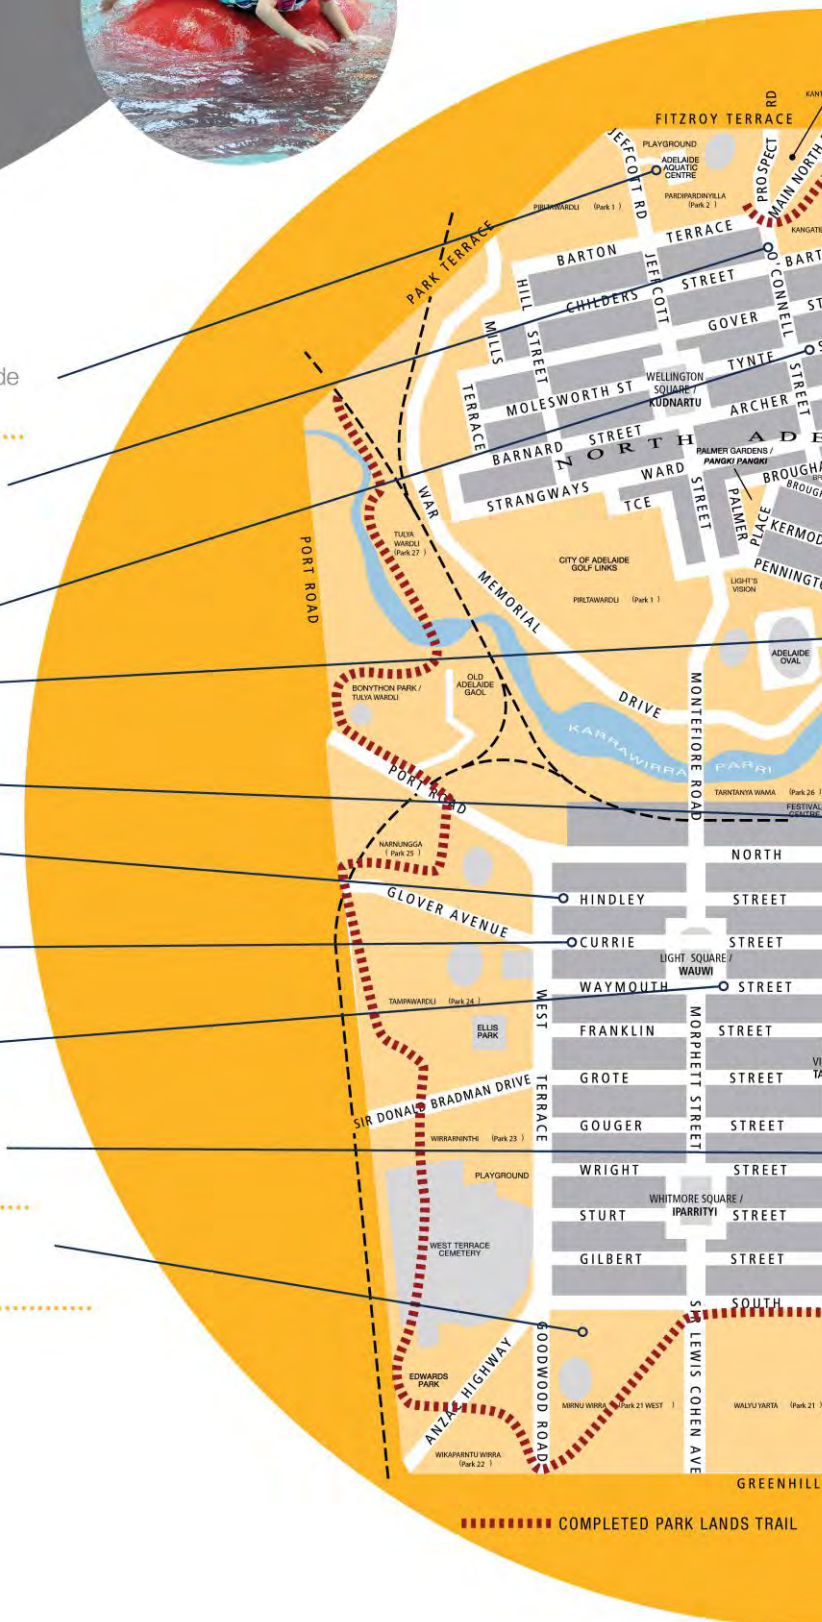 RD
FITZROY TERRACE
JEFFCOTT RD
PLAYGROUND
ADELAIDE
AQUATIC
CENTRE
PARDIPARDINYILLA
(Park 2 )
PIRLTAWARDLI (Park 1 )
PROSPECT
MAIN NORTH
PARK TERRACE
BARTON TERRACE
HILL STREET
JEFFCOTT STREET
O'CONNELL STREET
CHILDERS STREET
MILLS TERRACE
GOVER
TYNTE
de
WELLINGTON
SQUARE /
KUDNARTU
MOLESWORTH ST
ARCHER
BARNARD STREET
NORTH ADE
PALMER GARDENS /
PANGKI PANGKI
STRANGWAYS TCE
WARD
PALMER PLACE
PENNINGTO
WAR MEMORIAL DRIVE
PORT ROAD
TULYA
WARDLI
(Park 27 )
CITY OF ADELAIDE
GOLF LINKS
PIRLTAWARDLI (Park 1 )
LIGHT'S
VISION
ADELAIDE
OVAL
OLD
ADELAIDE
GAOL
BONYTHON PARK /
TULYA WARDLI
MONTEFIORE ROAD
KARRAWIRRA PARRI
PORT ROAD
TARNTANYA WAMA (Park 26 )
FESTIVAL
CENTRE
NARNUNGGA
( Park 25 )
NORTH
GLOVER AVENUE
HINDLEY STREET
CURRIE STREET
LIGHT SQUARE /
WAUWI
WAYMOUTH STREET
WEST TERRACE
TAMPAWARDLI (Park 24 )
ELLIS
PARK
MORPHETT STREET
FRANKLIN STREET
GROTE STREET
SIR DONALD BRADMAN DRIVE
GOUGER STREET
WIRRARNINTHI (Park 23 )
PLAYGROUND
WRIGHT STREET
WHITMORE SQUARE /
IPARRITYI
STURT STREET
WEST TERRACE
CEMETERY
GILBERT STREET
SOUTH
GOODWOOD ROAD
SIR LEWIS COHEN AVE
ANZAC HIGHWAY
EDWARDS
PARK
MIRNU WIRRA (Park 21 WEST )
WALYU YARTA (Park 21 )
WIKAPARNTU WIRRA
(Park 22 )
GREENHILL
COMPLETED PARK LANDS TRAIL